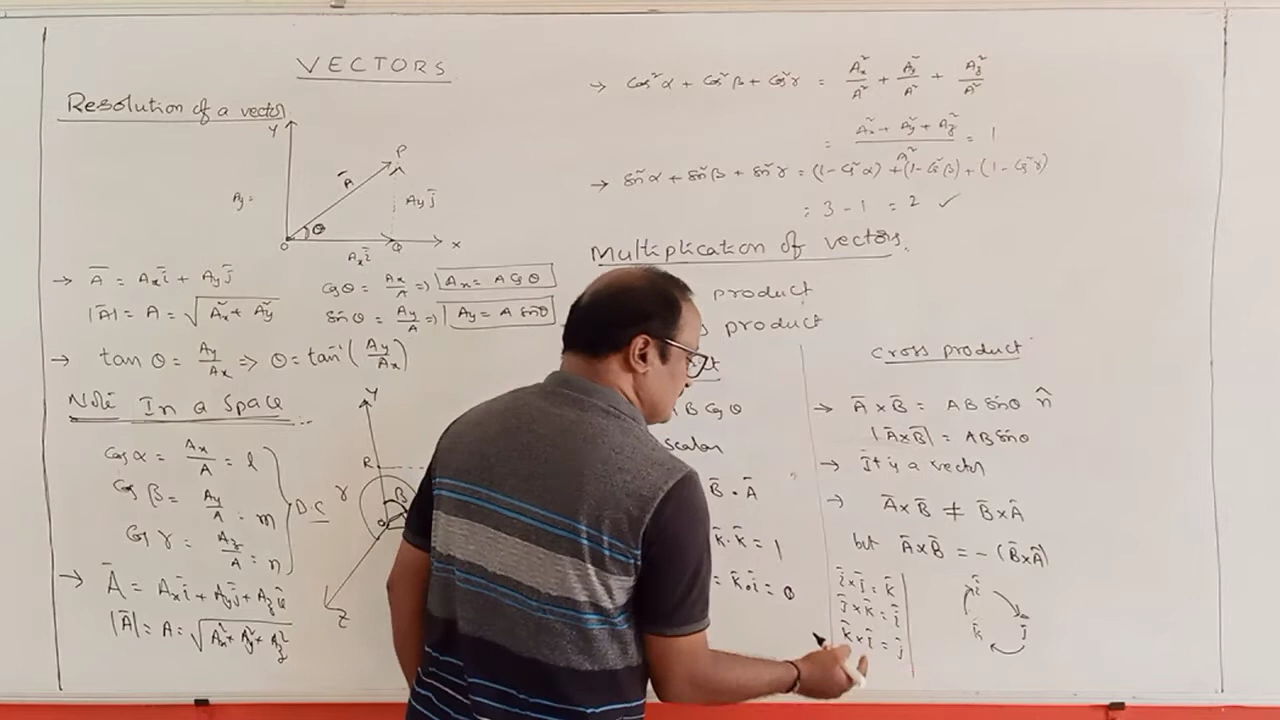 VECTORS
Resolution of a vector
Y
P
Ā
Ay =
Ay j̄
θ
O
Q
x
Ax ī
→ Ā = Ax ī + Ay j̄
|Ā| = A = √(Ax² + Ay²)
Cos θ = Ax/A => Ax = A Cos θ
Sin θ = Ay/A => Ay = A Sin θ
→ tan θ = Ay/Ax => θ = tan⁻¹(Ay/Ax)
Note In a Space
Cos α = Ax/A = l
Cos β = Ay/A = m
Cos γ = Az/A = n
D.C
Y
R
γ
β
O
Z
→ Ā = Ax ī + Ay j̄ + Az k̄
|Ā| = A = √(Ax² + Ay² + Az²)
→ Cos²α + Cos²β + Cos²γ = Ax²/A² + Ay²/A² + Az²/A²
= (Ax² + Ay² + Az²)/A² = 1
→ Sin²α + Sin²β + Sin²γ = (1 - Cos²α) + (1 - Cos²β) + (1 - Cos²γ)
= 3 - 1 = 2 ✓
Multiplication of vectors.
product
product
B Cos θ
scalar
B̄ . Ā
k̄ . k̄ = 1
= k̄ . ī = 0
Cross product
→ Ā × B̄ = AB Sin θ n̂
|Ā×B̄| = AB Sin θ
→ It is a vector
→ Ā×B̄ ≠ B̄×Ā
but Ā×B̄ = -(B̄×Ā)
ī×j̄ = k̄
j̄×k̄ = ī
k̄×ī = j̄
ī
k̄
j̄